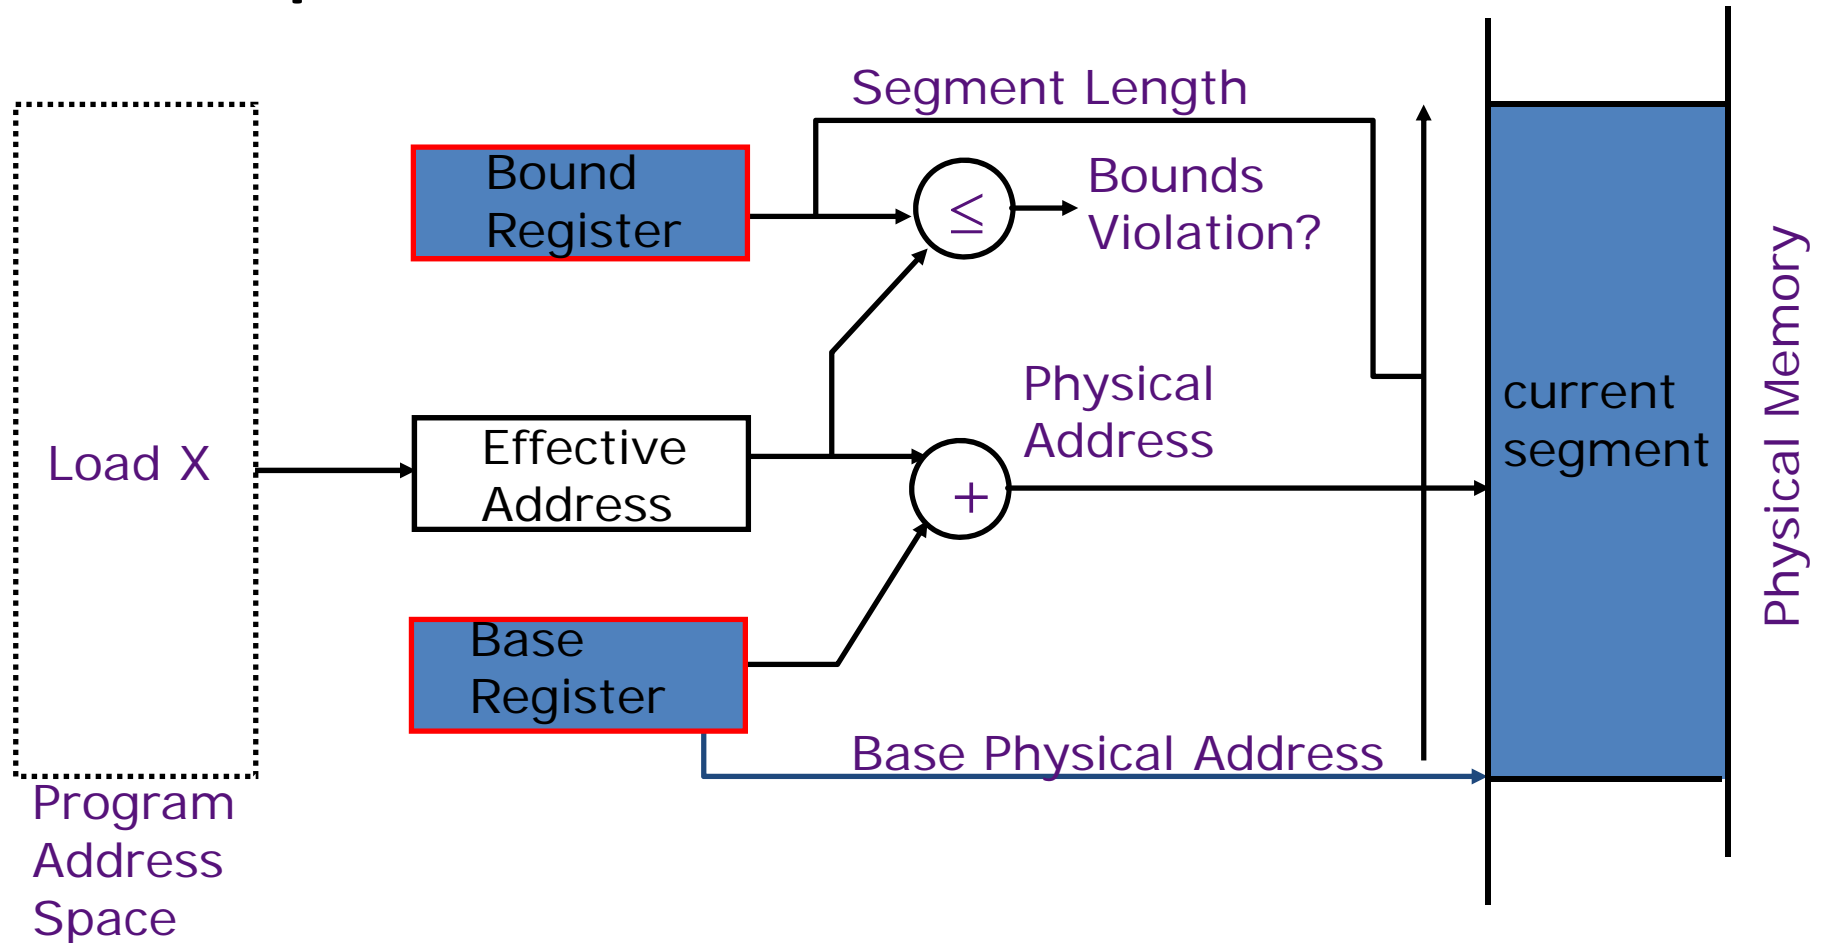 Segment Length
Bound
Register
≤
Bounds
Violation?
Load X
Effective
Address
Physical
Address
+
current
segment
Physical Memory
Base
Register
Base Physical Address
Program
Address
Space